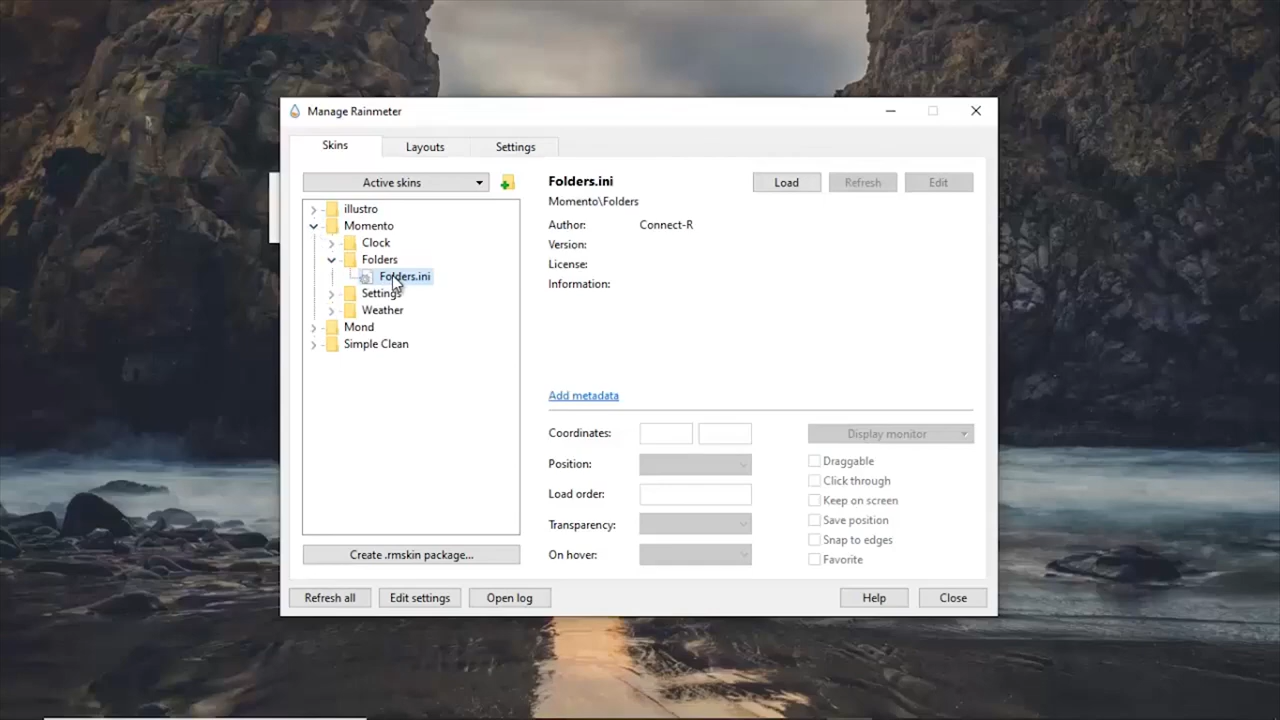 Manage Rainmeter
Skins
Layouts
Settings
Active skins
illustro
Momento
Clock
Folders
Folders.ini
Settings
Weather
Mond
Simple Clean
Create .rmskin package...
Folders.ini
Load
Refresh
Edit
Momento\Folders
Author: Connect-R
Version:
License:
Information:
Add metadata
Coordinates:
Position:
Load order:
Transparency:
On hover:
Display monitor
Draggable
Click through
Keep on screen
Save position
Snap to edges
Favorite
Refresh all
Edit settings
Open log
Help
Close